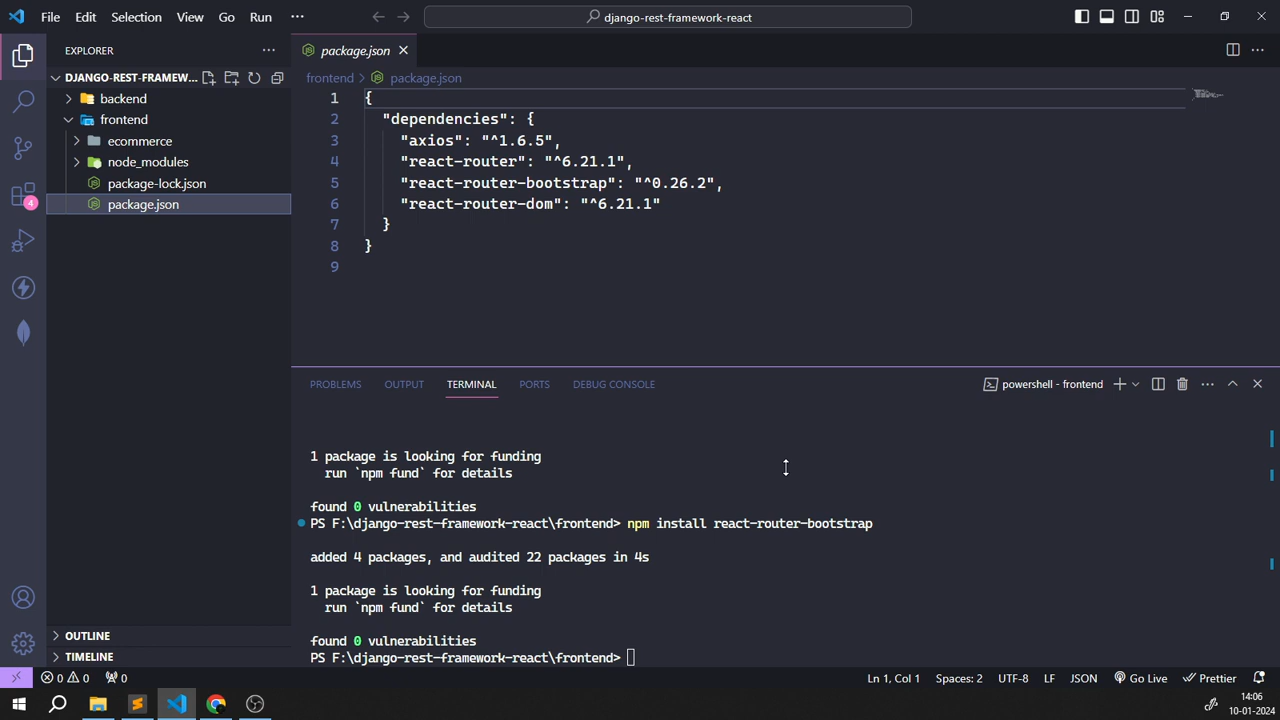 File Edit Selection View Go Run ··· django-rest-framework-react
EXPLORER ···
package.json
DJANGO-REST-FRAMEW...
backend
frontend
ecommerce
node_modules
package-lock.json
package.json
OUTLINE
TIMELINE
4
frontend > package.json
1 {
2 "dependencies": {
3 "axios": "^1.6.5",
4 "react-router": "^6.21.1",
5 "react-router-bootstrap": "^0.26.2",
6 "react-router-dom": "^6.21.1"
7 }
8 }
9
PROBLEMS OUTPUT TERMINAL PORTS DEBUG CONSOLE powershell - frontend
1 package is looking for funding
run `npm fund` for details
found 0 vulnerabilities
PS F:\django-rest-framework-react\frontend> npm install react-router-bootstrap
added 4 packages, and audited 22 packages in 4s
1 package is looking for funding
run `npm fund` for details
found 0 vulnerabilities
PS F:\django-rest-framework-react\frontend>
0 0 0 Ln 1, Col 1 Spaces: 2 UTF-8 LF JSON Go Live Prettier
14:06
10-01-2024